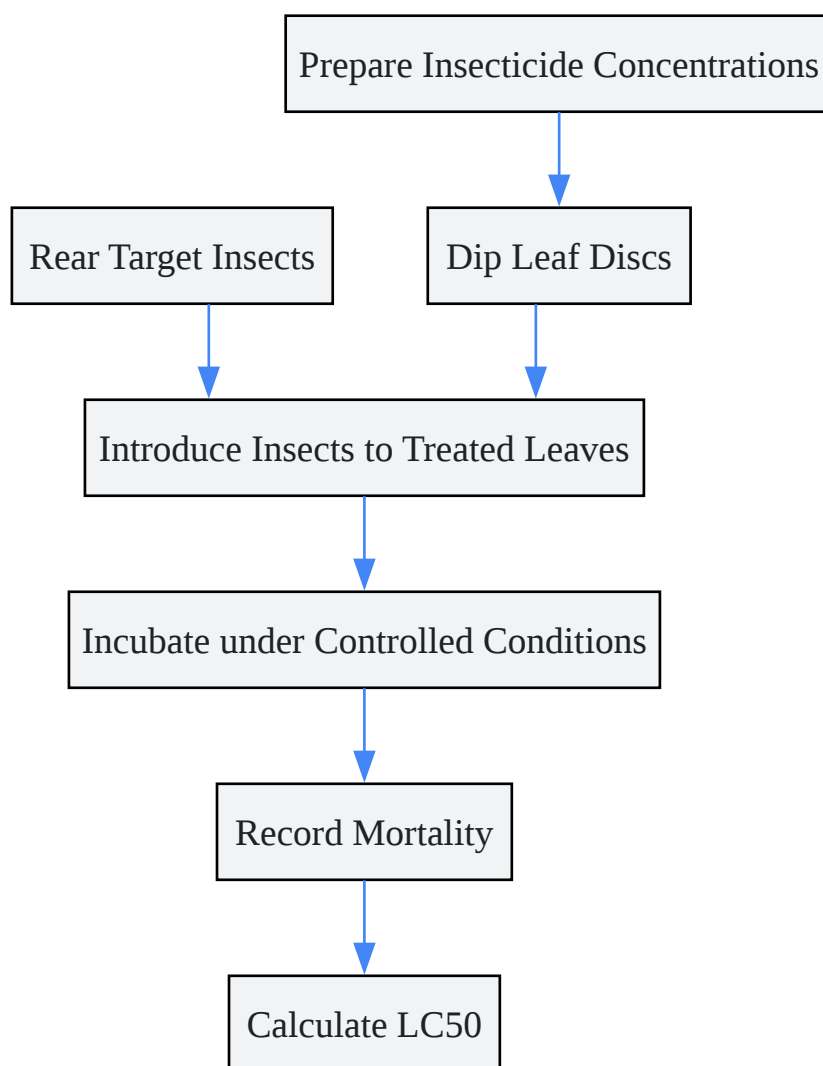 Prepare Insecticide Concentrations
Rear Target Insects
Dip Leaf Discs
Introduce Insects to Treated Leaves
Incubate under Controlled Conditions
Record Mortality
Calculate LC50